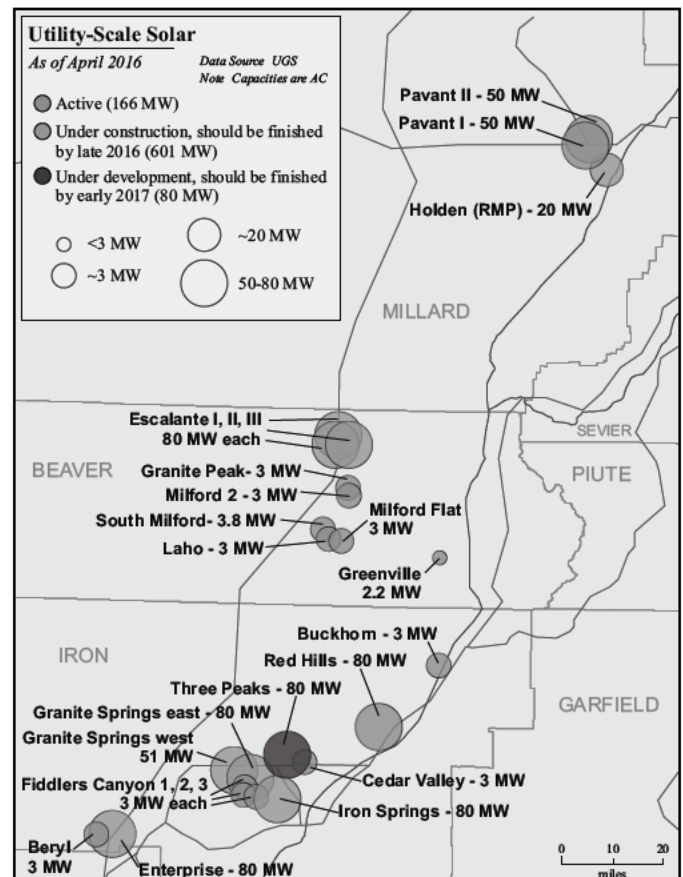 Utility-Scale Solar
As of April 2016
Data Source UGS
Note Capacities are AC
Active (166 MW)
Under construction, should be finished
by late 2016 (601 MW)
Under development, should be finished
by early 2017 (80 MW)
<3 MW
~20 MW
~3 MW
50-80 MW
Pavant II - 50 MW
Pavant I - 50 MW
Holden (RMP) - 20 MW
MILLARD
Escalante I, II, III
80 MW each
SEVIER
BEAVER
PIUTE
Granite Peak- 3 MW
Milford 2 - 3 MW
Milford Flat
3 MW
South Milford- 3.8 MW
Laho - 3 MW
Greenville
2.2 MW
Buckhorn - 3 MW
IRON
Red Hills - 80 MW
Three Peaks - 80 MW
GARFIELD
Granite Springs east - 80 MW
Granite Springs west
51 MW
Cedar Valley - 3 MW
Fiddlers Canyon 1, 2, 3
3 MW each
Iron Springs - 80 MW
Beryl
3 MW
Enterprise - 80 MW
0 10 20
miles